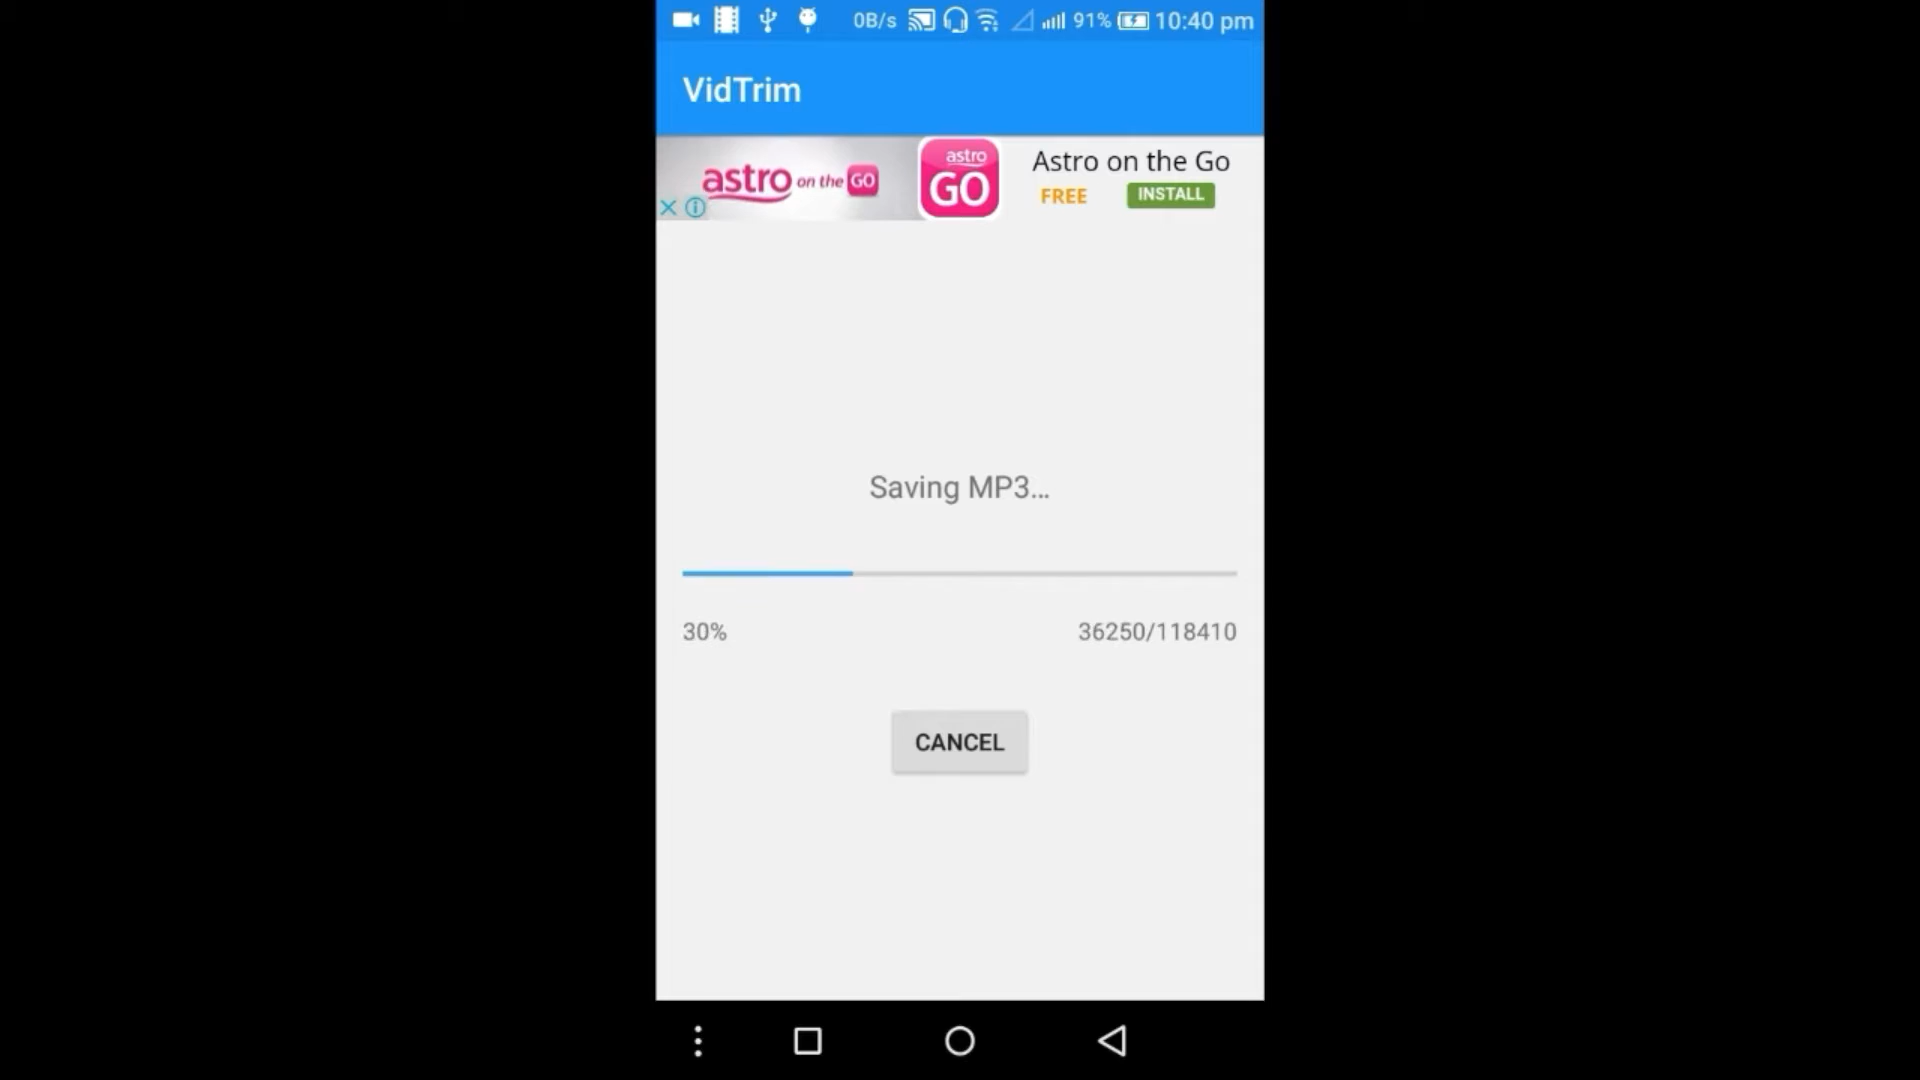 0B/s 91% 10:40 pm
VidTrim
astro on the GO
astro
GO
Astro on the Go
FREE INSTALL
Saving MP3...
30% 36250/118410
CANCEL